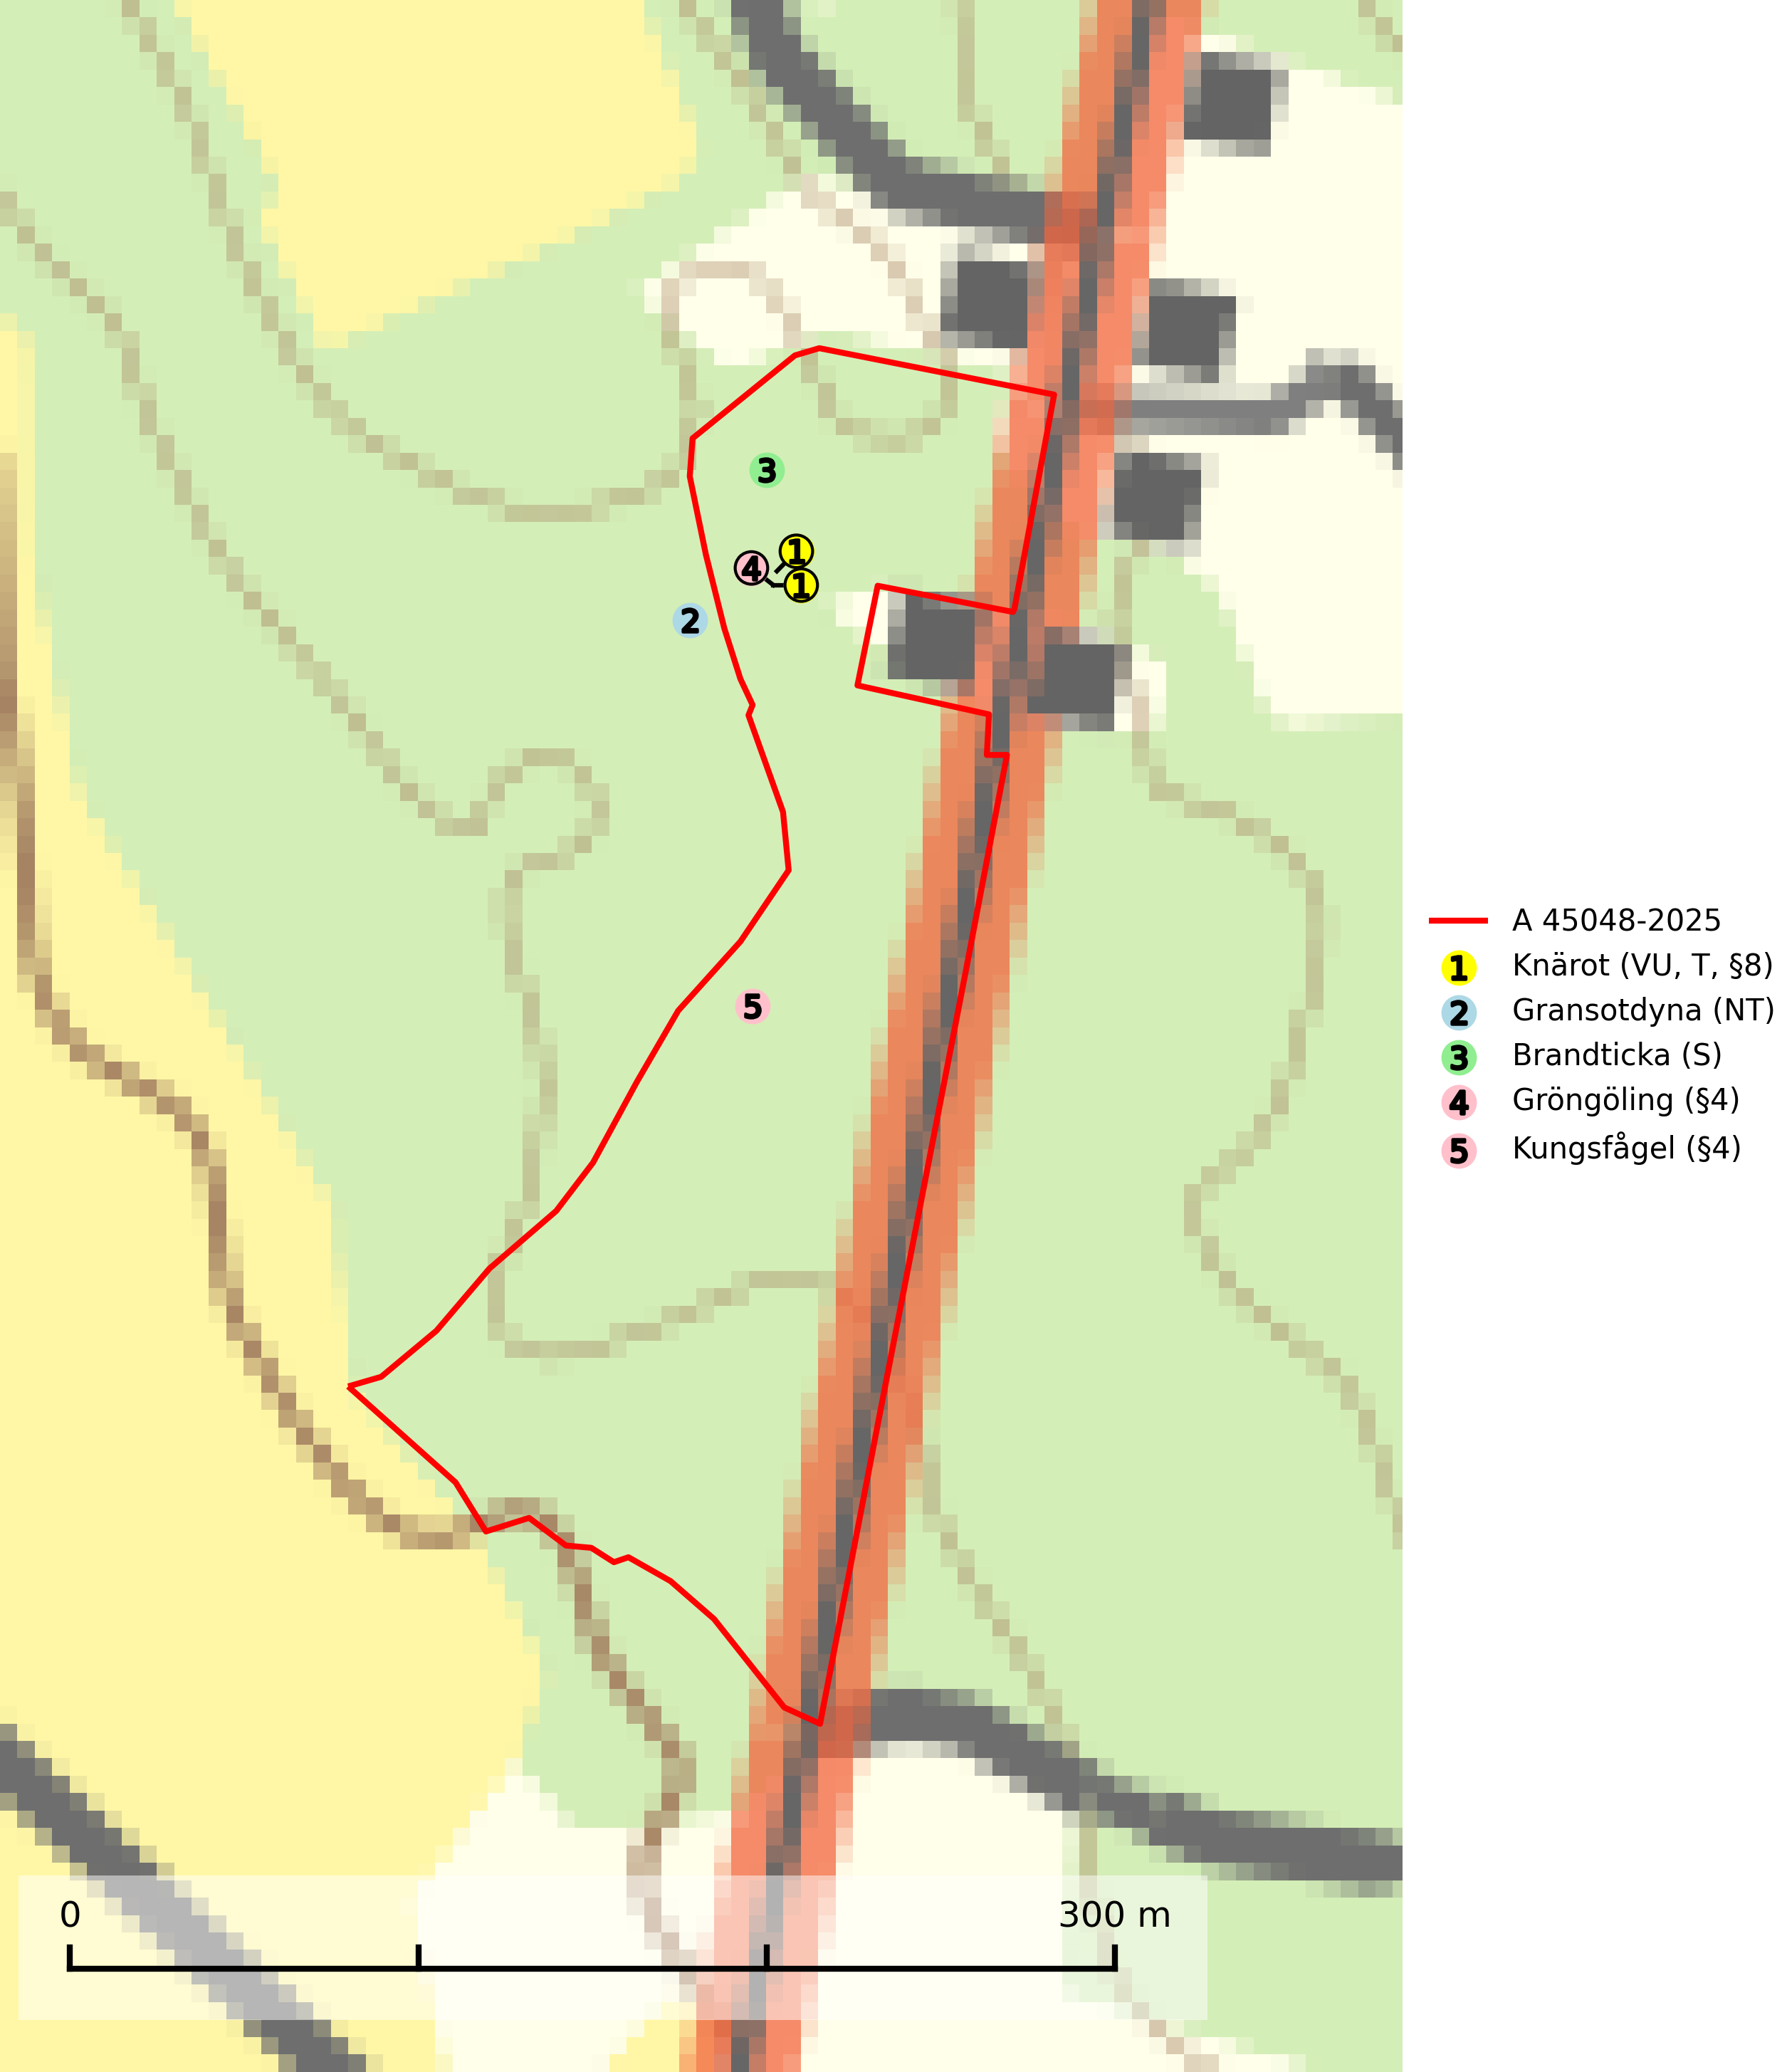 3
1
4
1
2
5
A 45048-2025
1 Knärot (VU, T, §8)
2 Gransotdyna (NT)
3 Brandticka (S)
4 Gröngöling (§4)
5 Kungsfågel (§4)
0 300 m